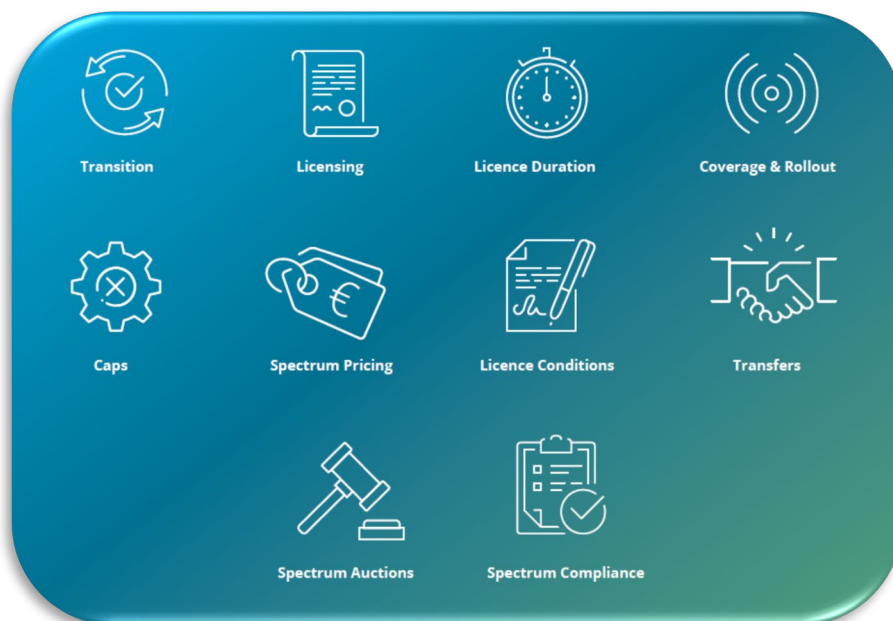 Transition
Licensing
Licence Duration
Coverage & Rollout
Caps
Spectrum Pricing
Licence Conditions
Transfers
Spectrum Auctions
Spectrum Compliance